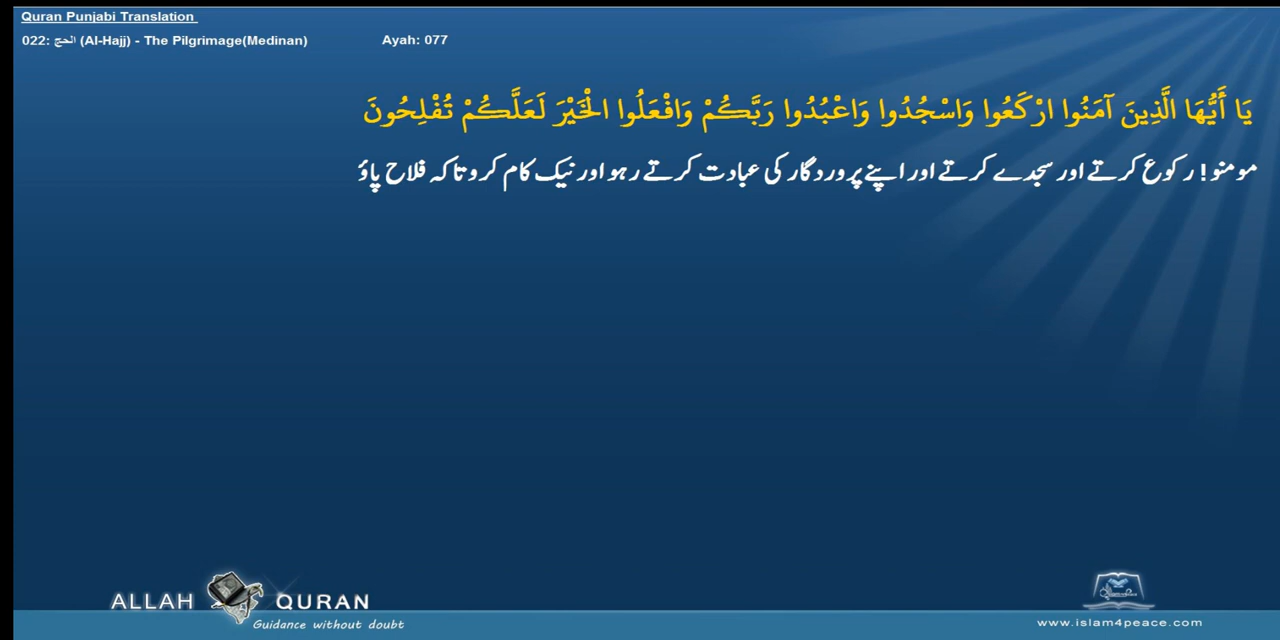 Quran Punjabi Translation
022: الحج (Al-Hajj) - The Pilgrimage(Medinan) Ayah: 077
يَا أَيُّهَا الَّذِينَ آمَنُوا ارْكَعُوا وَاسْجُدُوا وَاعْبُدُوا رَبَّكُمْ وَافْعَلُوا الْخَيْرَ لَعَلَّكُمْ تُفْلِحُونَ
مومنو! رکوع کرتے اور سجدے کرتے اور اپنے پروردگار کی عبادت کرتے رہو اور نیک کام کرو تاکہ فلاح پاؤ
ALLAH QURAN
Guidance without doubt
www.islam4peace.com